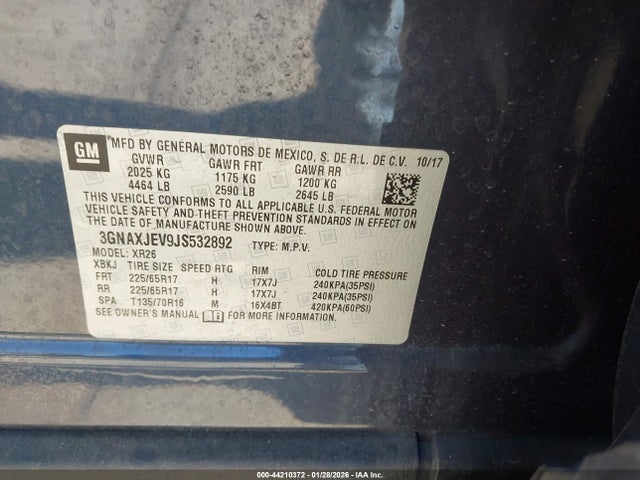 GM
MFD BY GENERAL MOTORS DE MEXICO, S. DE R.L. DE C.V. 10/17
GVWR GAWR FRT GAWR RR
2025 KG 1175 KG 1200 KG
4464 LB 2590 LB 2645 LB
THIS VEHICLE CONFORMS TO ALL APPLICABLE U.S. FEDERAL MOTOR
VEHICLE SAFETY AND THEFT PREVENTION STANDARDS IN EFFECT ON
THE DATE OF MANUFACTURE SHOWN ABOVE.
3GNAXJEV9JS532892 TYPE: M.P.V.
MODEL: XR26
XBKJ TIRE SIZE SPEED RTG RIM COLD TIRE PRESSURE
FRT 225/65R17 H 17X7J 240KPA(35PSI)
RR 225/65R17 H 17X7J 240KPA(35PSI)
SPA T135/70R16 M 16X4BT 420KPA(60PSI)
SEE OWNER'S MANUAL FOR MORE INFORMATION.
000-44210372 - 01/28/2026 - IAA Inc.